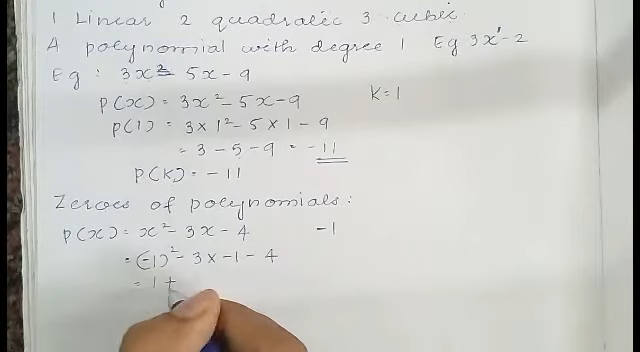 1 Linear 2 quadratic 3 cubic
A polynomial with degree 1 Eg 3x¹-2
Eg : 3x² - 5x - 9
P(x) = 3x² - 5x - 9 K = 1
P(1) = 3 × 1² - 5 × 1 - 9
= 3 - 5 - 9 = -11
P(K) = -11
Zeroes of polynomials :
P(x) = x² - 3x - 4 -1
= (-1)² - 3 × -1 - 4
= 1 +